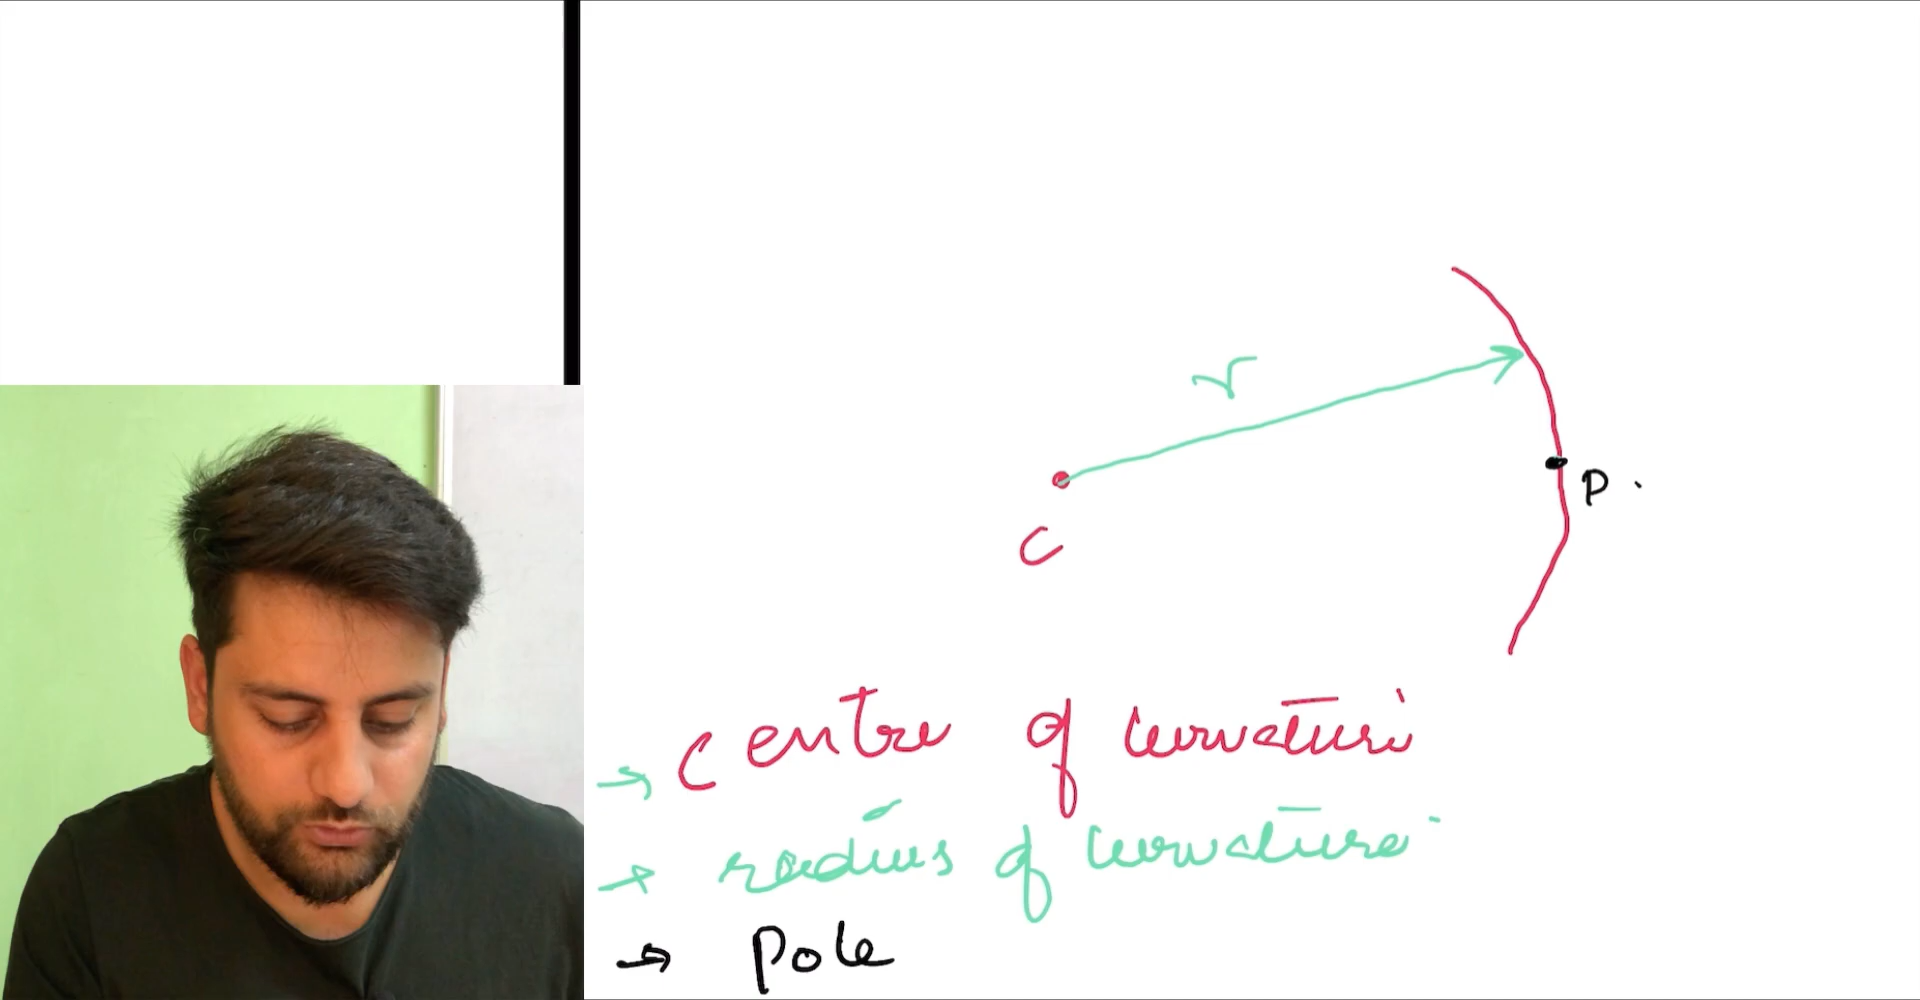 r
P .
C
→ Centre of curvature
→ radius of curvature
→ Pole